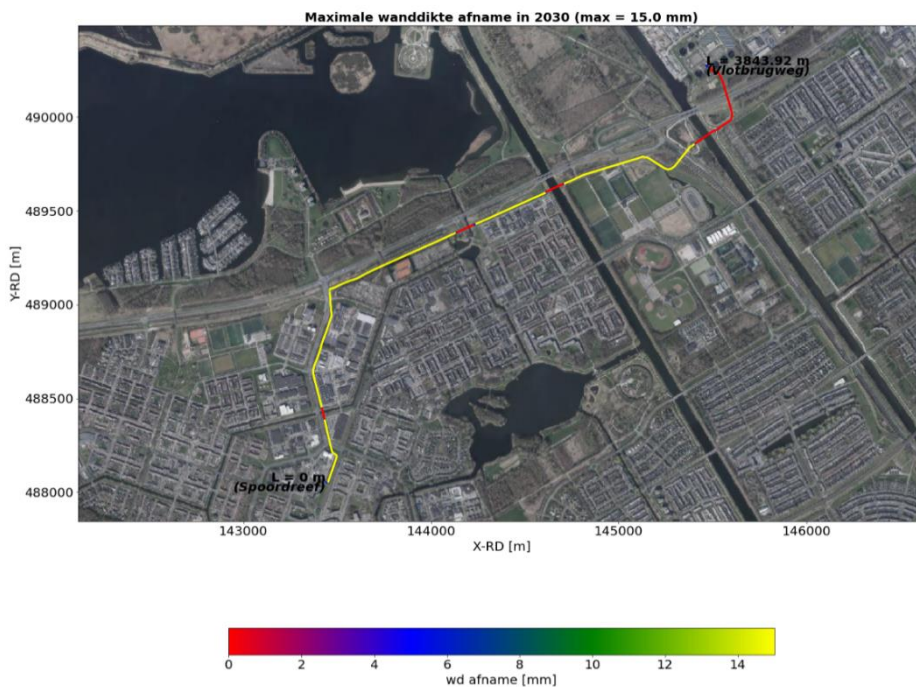 Maximale wanddikte afname in 2030 (max = 15.0 mm)
L = 3843.92 m
(Vlotbrugweg)
490000
489500
489000
488500
488000
Y-RD [m]
L = 0 m
(Spoordreef)
143000 144000 145000 146000
X-RD [m]
0 2 4 6 8 10 12 14
wd afname [mm]